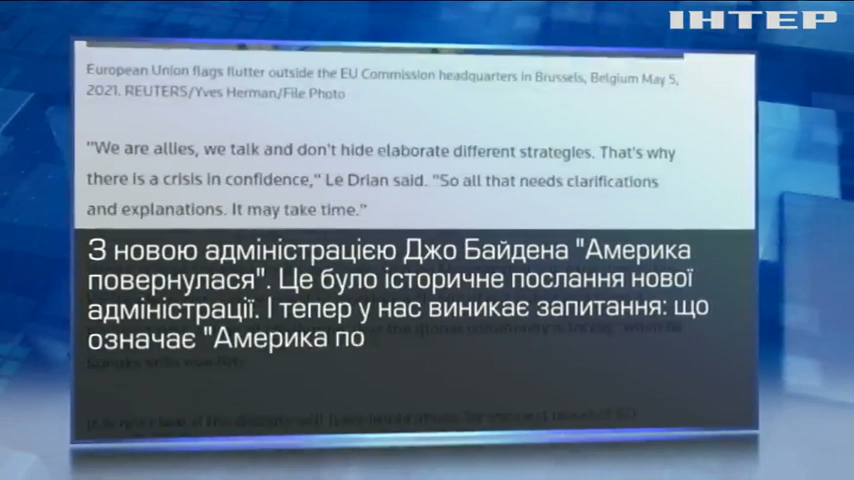 ІНТЕР
European Union flags flutter outside the EU Commission headquarters in Brussels, Belgium May 5,
2021. REUTERS/Yves Herman/File Photo
"We are allies, we talk and don't hide elaborate different strategies. That's why
there is a crisis in confidence," Le Drian said. "So all that needs clarifications
and explanations. It may take time."
З новою адміністрацією Джо Байдена "Америка
повернулася". Це було історичне послання нової
адміністрації. І тепер у нас виникає запитання: що
означає "Америка по